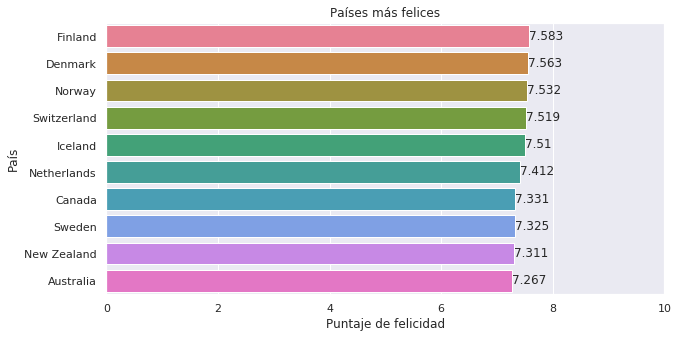 Países más felices
País
Finland 7.583
Denmark 7.563
Norway 7.532
Switzerland 7.519
Iceland 7.51
Netherlands 7.412
Canada 7.331
Sweden 7.325
New Zealand 7.311
Australia 7.267
0 2 4 6 8 10
Puntaje de felicidad